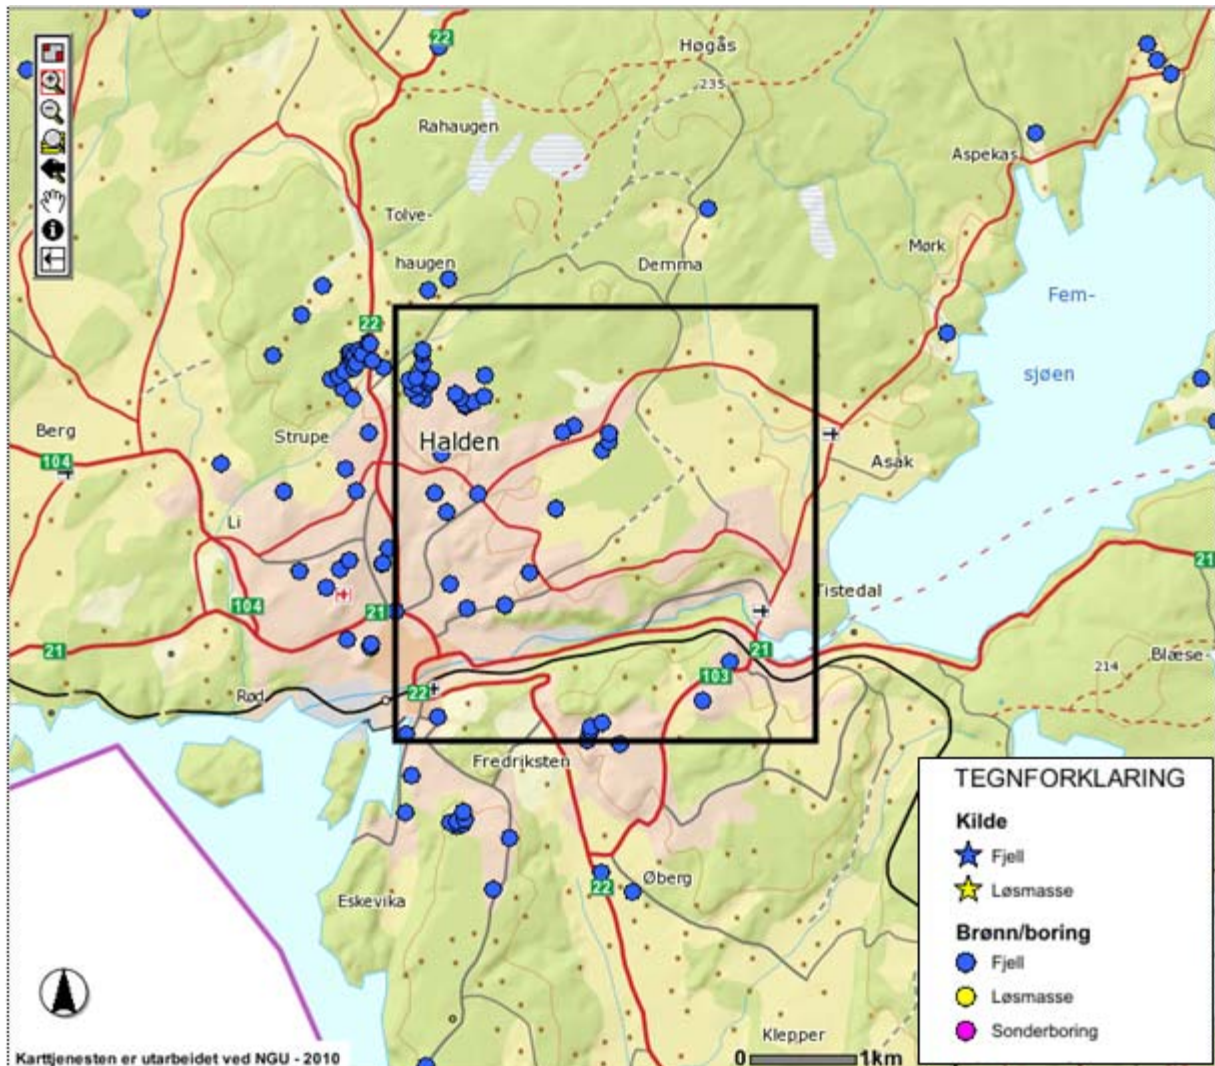 22
Høgås
235
Rahaugen
Aspekas
Tolve-
haugen
Demma
Mørk
Fem-
sjøen
22
Berg
104
Strupe
Halden
Asak
Li
104
21
21
Tistedal
21
21
103
22
Rød
214
Blæse-
Fredriksten
Eskevika
22
Øberg
Klepper
TEGNFORKLARING
Kilde
Fjell
Løsmasse
Brønn/boring
Fjell
Løsmasse
Sonderboring
0 1km
Karttjenesten er utarbeidet ved NGU - 2010